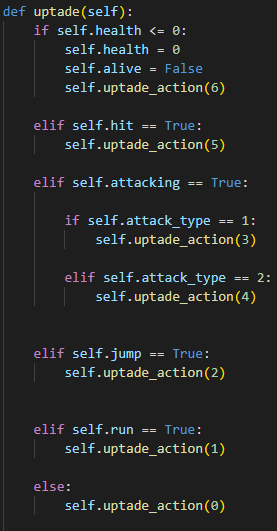 def uptade(self):
    if self.health <= 0:
        self.health = 0
        self.alive = False
        self.uptade_action(6)
    elif self.hit == True:
        self.uptade_action(5)
    elif self.attacking == True:
        if self.attack_type == 1:
            self.uptade_action(3)
        elif self.attack_type == 2:
            self.uptade_action(4)
    elif self.jump == True:
        self.uptade_action(2)
    elif self.run == True:
        self.uptade_action(1)
    else:
        self.uptade_action(0)